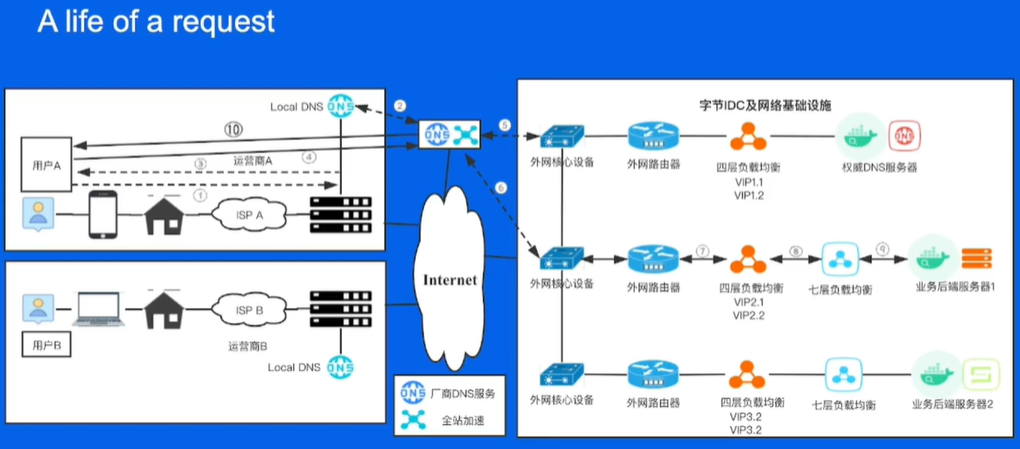 A life of a request
Local DNS
DNS
②
⑩
运营商A
④
③
①
用户A
ISP A
用户B
ISP B
运营商B
Local DNS
DNS
DNS
⑤
⑥
Internet
DNS
厂商DNS服务
全站加速
字节IDC及网络基础设施
外网核心设备
外网路由器
四层负载均衡
VIP1.1
VIP1.2
DNS
权威DNS服务器
⑦
⑧
⑨
外网核心设备
外网路由器
四层负载均衡
VIP2.1
VIP2.2
七层负载均衡
业务后端服务器1
外网核心设备
外网路由器
四层负载均衡
VIP3.2
VIP3.2
七层负载均衡
业务后端服务器2